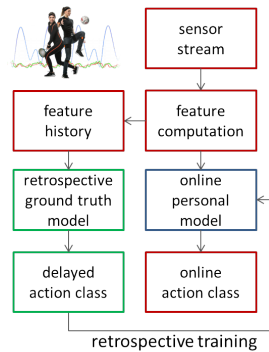 sensor
stream
feature
history
feature
computation
retrospective
ground truth
model
online
personal
model
delayed
action class
online
action class
retrospective training